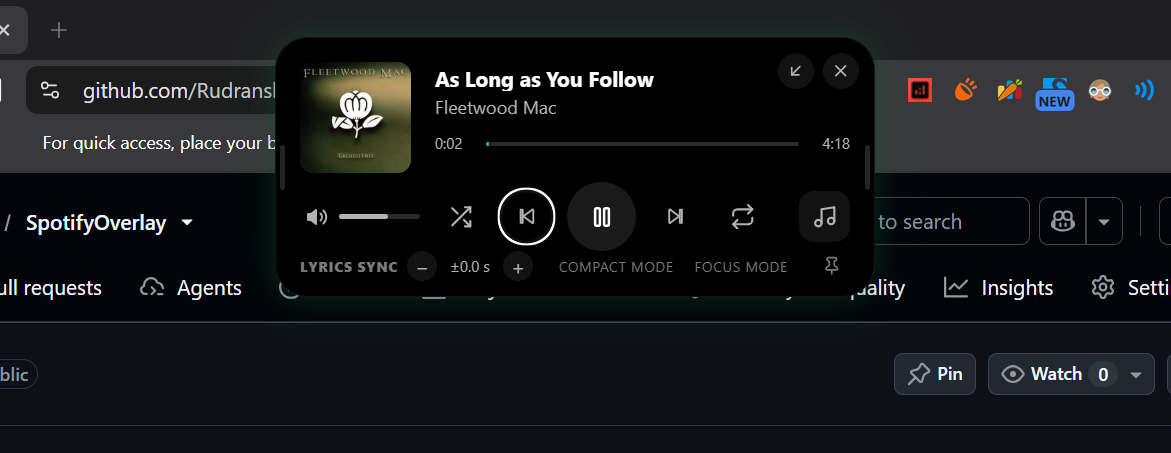 FLEETWOOD MAC
As Long as You Follow
github.com/Rudransh
Fleetwood Mac
NEW
0:02
4:18
For quick access, place your b
GREATEST HITS
/ SpotifyOverlay
to search
LYRICS SYNC − ±0.0 s + COMPACT MODE FOCUS MODE
ull requests
Agents
uality
Insights
Setti
blic
Pin
Watch 0